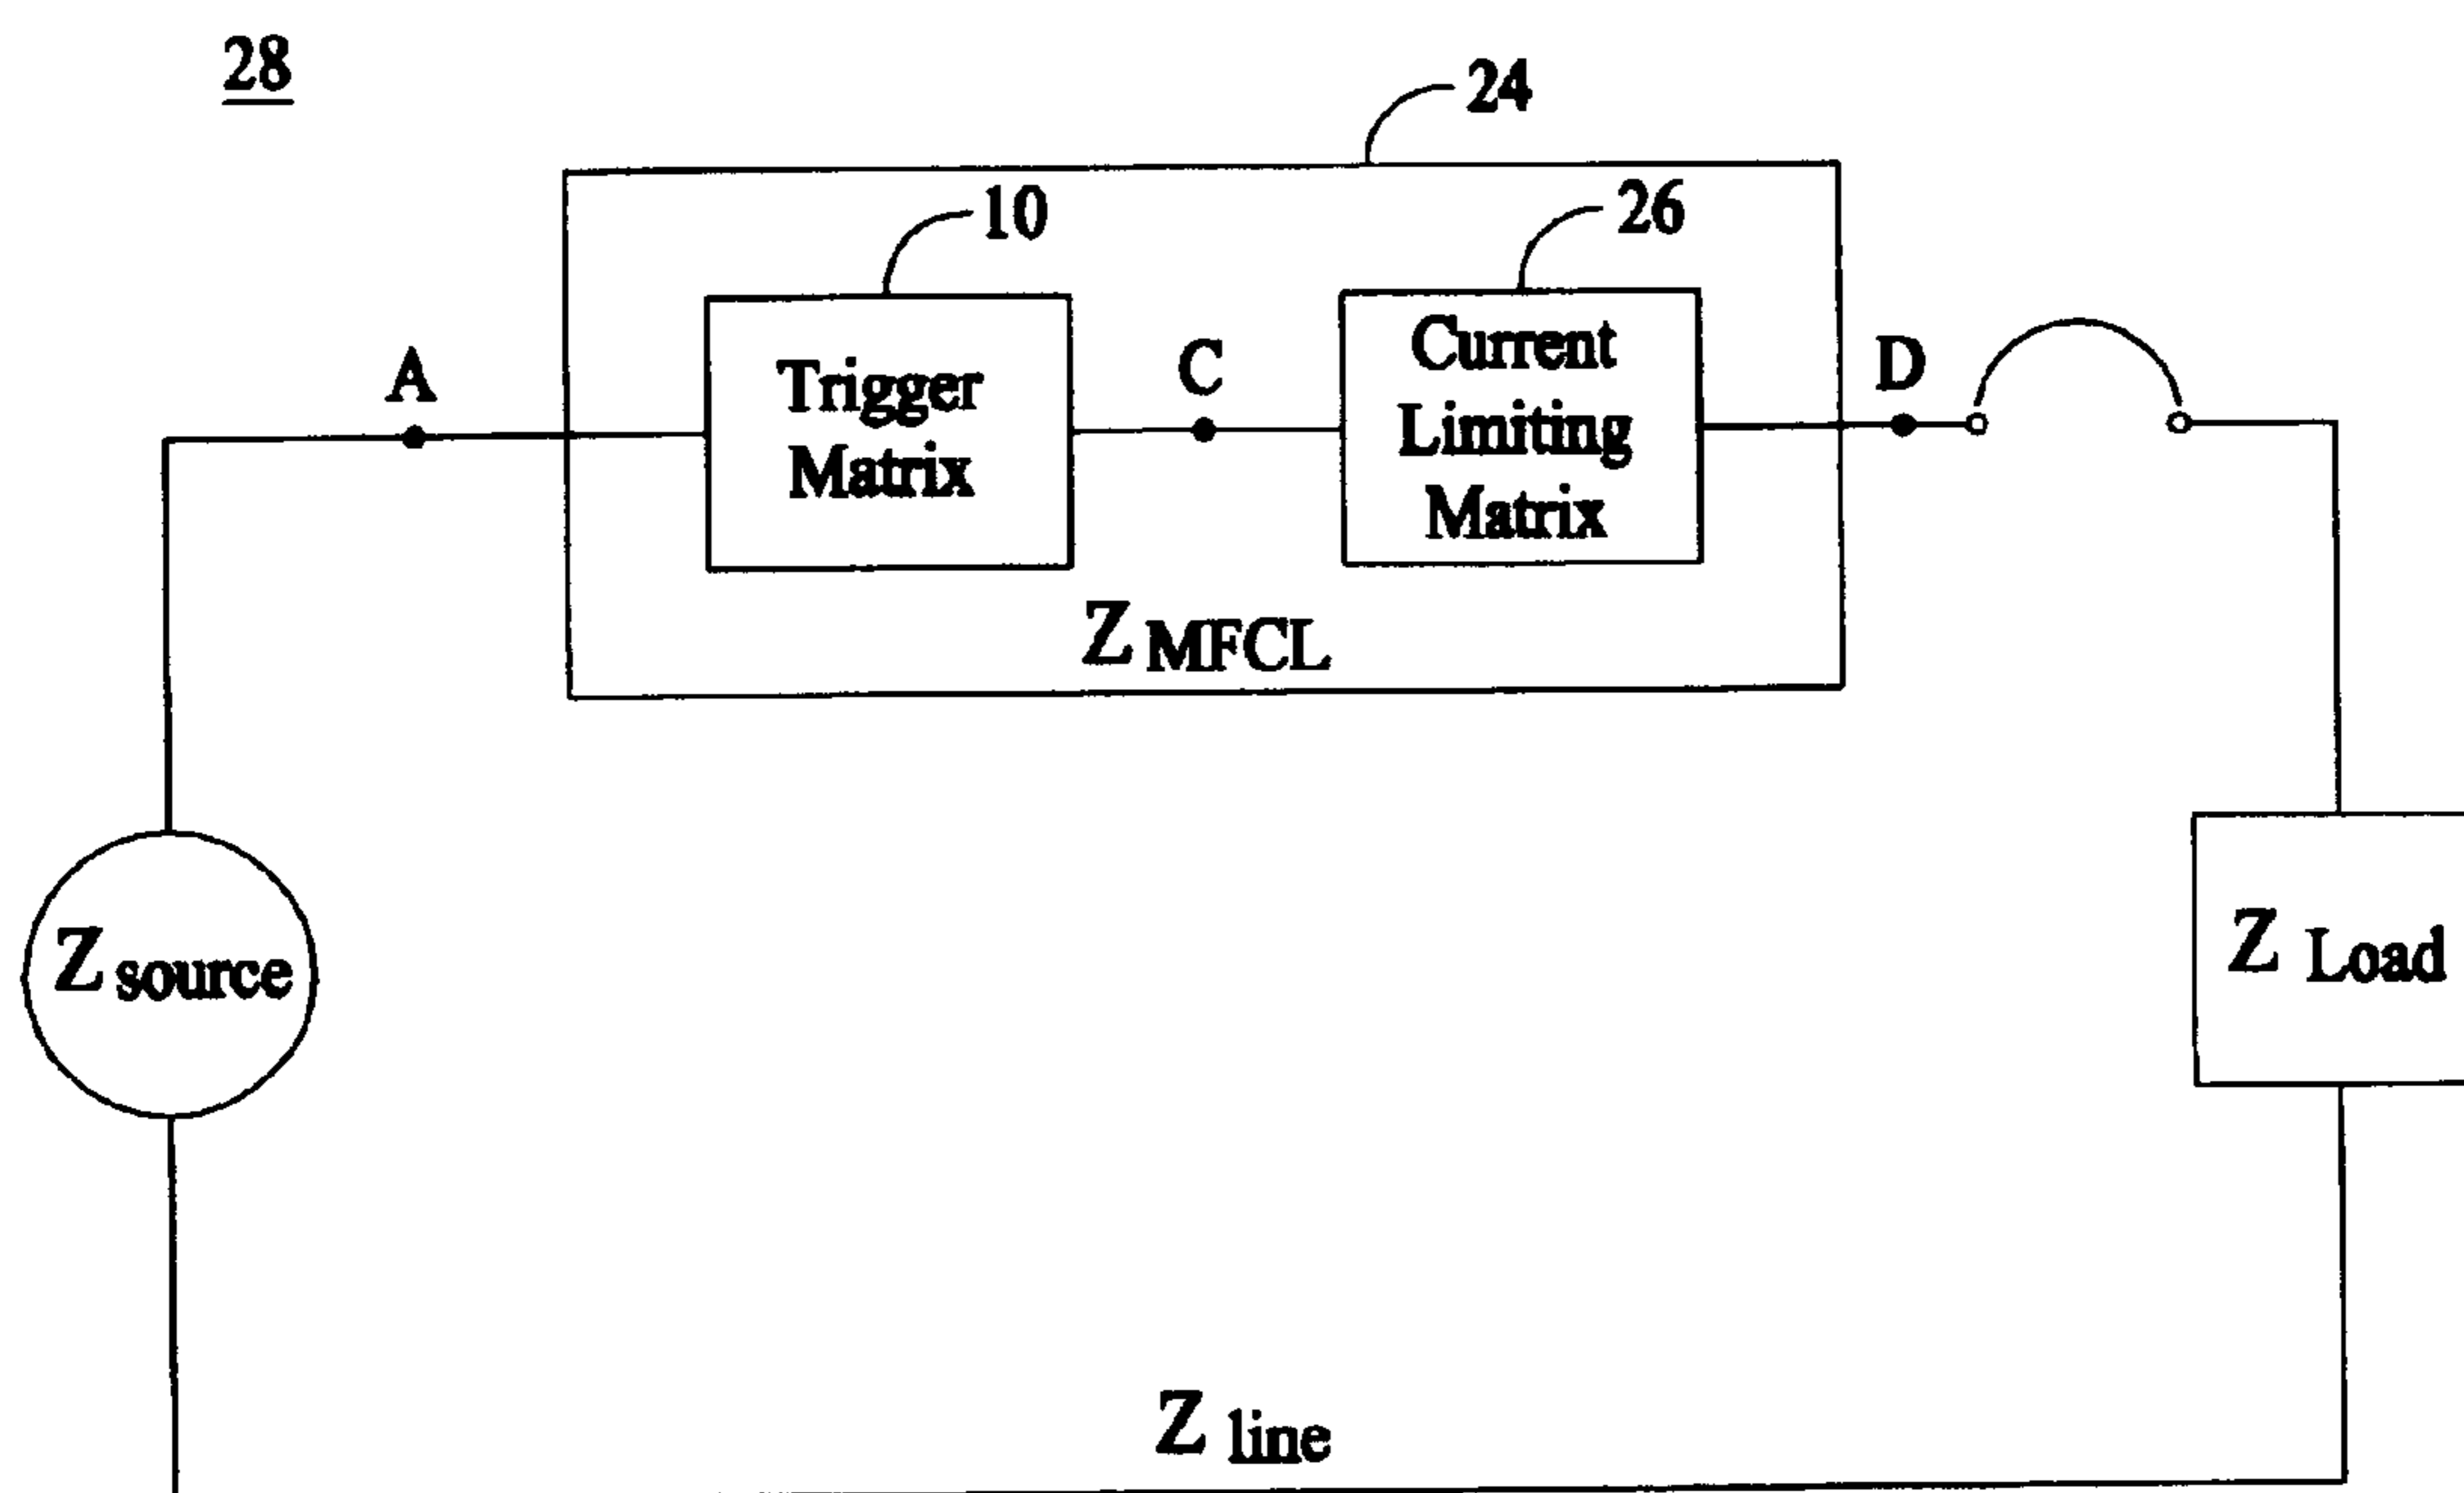 28
24
10
26
A
Trigger
Matrix
C
Current
Limiting
Matrix
D
Z MFCL
Z source
Z Load
Z line